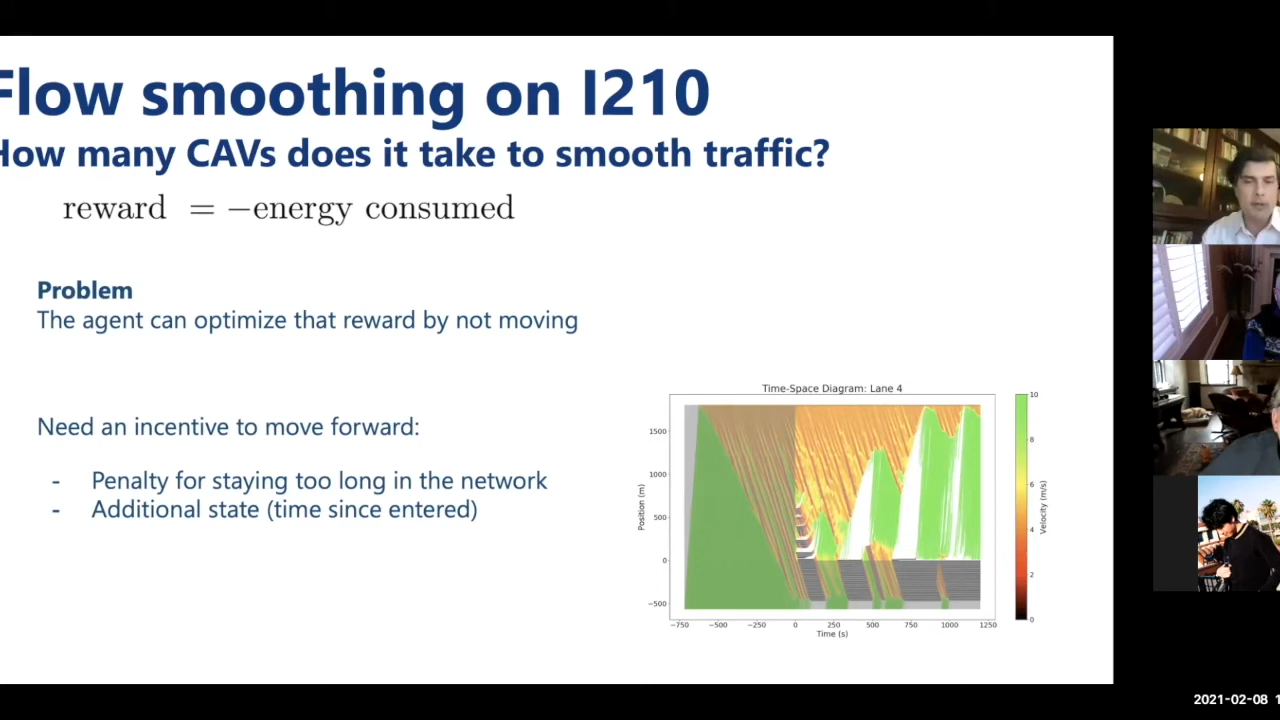 Flow smoothing on I210
How many CAVs does it take to smooth traffic?
reward = −energy consumed
Problem
The agent can optimize that reward by not moving
Need an incentive to move forward:
- Penalty for staying too long in the network
- Additional state (time since entered)
Time-Space Diagram: Lane 4
Position (m)
1500
1000
500
0
−500
−750 −500 −250 0 250 500 750 1000 1250
Time (s)
10
8
6
4
2
0
Velocity (m/s)
2021-02-08 1